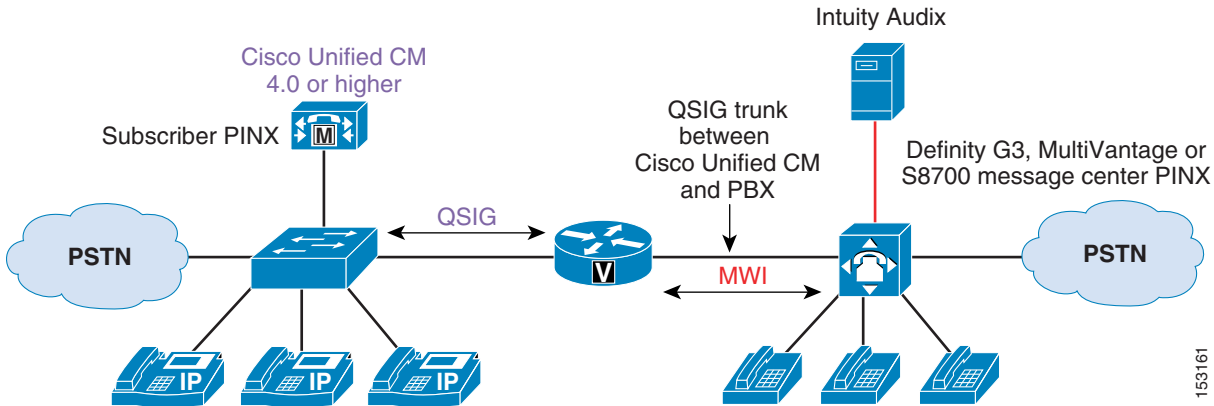 Intuity Audix
Cisco Unified CM
4.0 or higher
Subscriber PINX
M
QSIG trunk
between
Cisco Unified CM
and PBX
Definity G3, MultiVantage or
S8700 message center PINX
PSTN
QSIG
V
MWI
PSTN
IP
IP
IP
153161